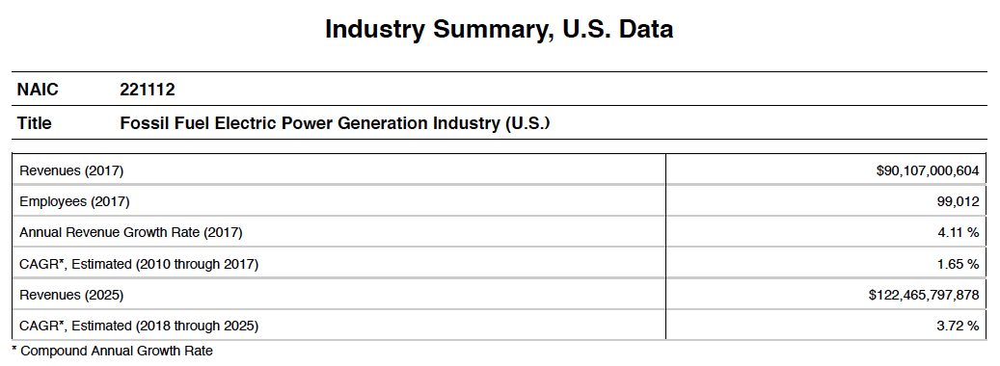 Industry Summary, U.S. Data
NAIC 221112
Title Fossil Fuel Electric Power Generation Industry (U.S.)
Revenues (2017) $90,107,000,604
Employees (2017) 99,012
Annual Revenue Growth Rate (2017) 4.11 %
CAGR*, Estimated (2010 through 2017) 1.65 %
Revenues (2025) $122,465,797,878
CAGR*, Estimated (2018 through 2025) 3.72 %
* Compound Annual Growth Rate